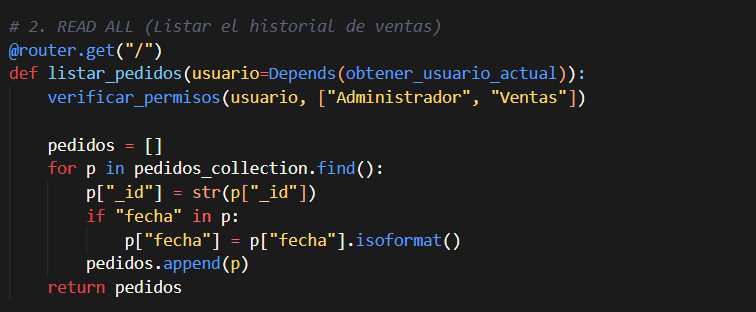 # 2. READ ALL (Listar el historial de ventas)
@router.get("/")
def listar_pedidos(usuario=Depends(obtener_usuario_actual)):
    verificar_permisos(usuario, ["Administrador", "Ventas"])

    pedidos = []
    for p in pedidos_collection.find():
        p["_id"] = str(p["_id"])
        if "fecha" in p:
            p["fecha"] = p["fecha"].isoformat()
        pedidos.append(p)
    return pedidos